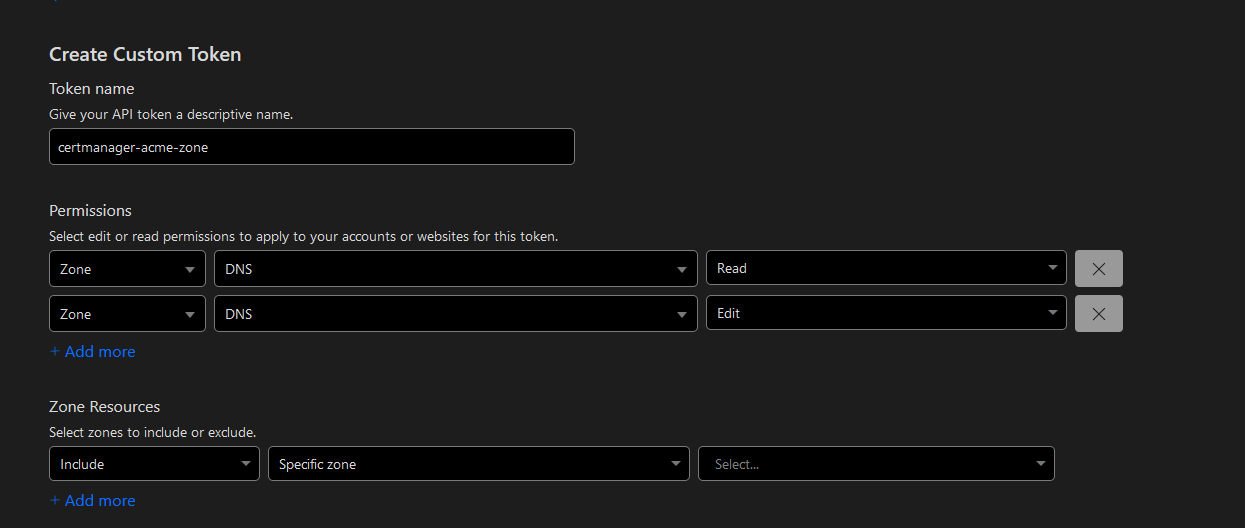 Create Custom Token
Token name
Give your API token a descriptive name.
certmanager-acme-zone
Permissions
Select edit or read permissions to apply to your accounts or websites for this token.
Zone DNS Read
Zone DNS Edit
+ Add more
Zone Resources
Select zones to include or exclude.
Include Specific zone Select...
+ Add more